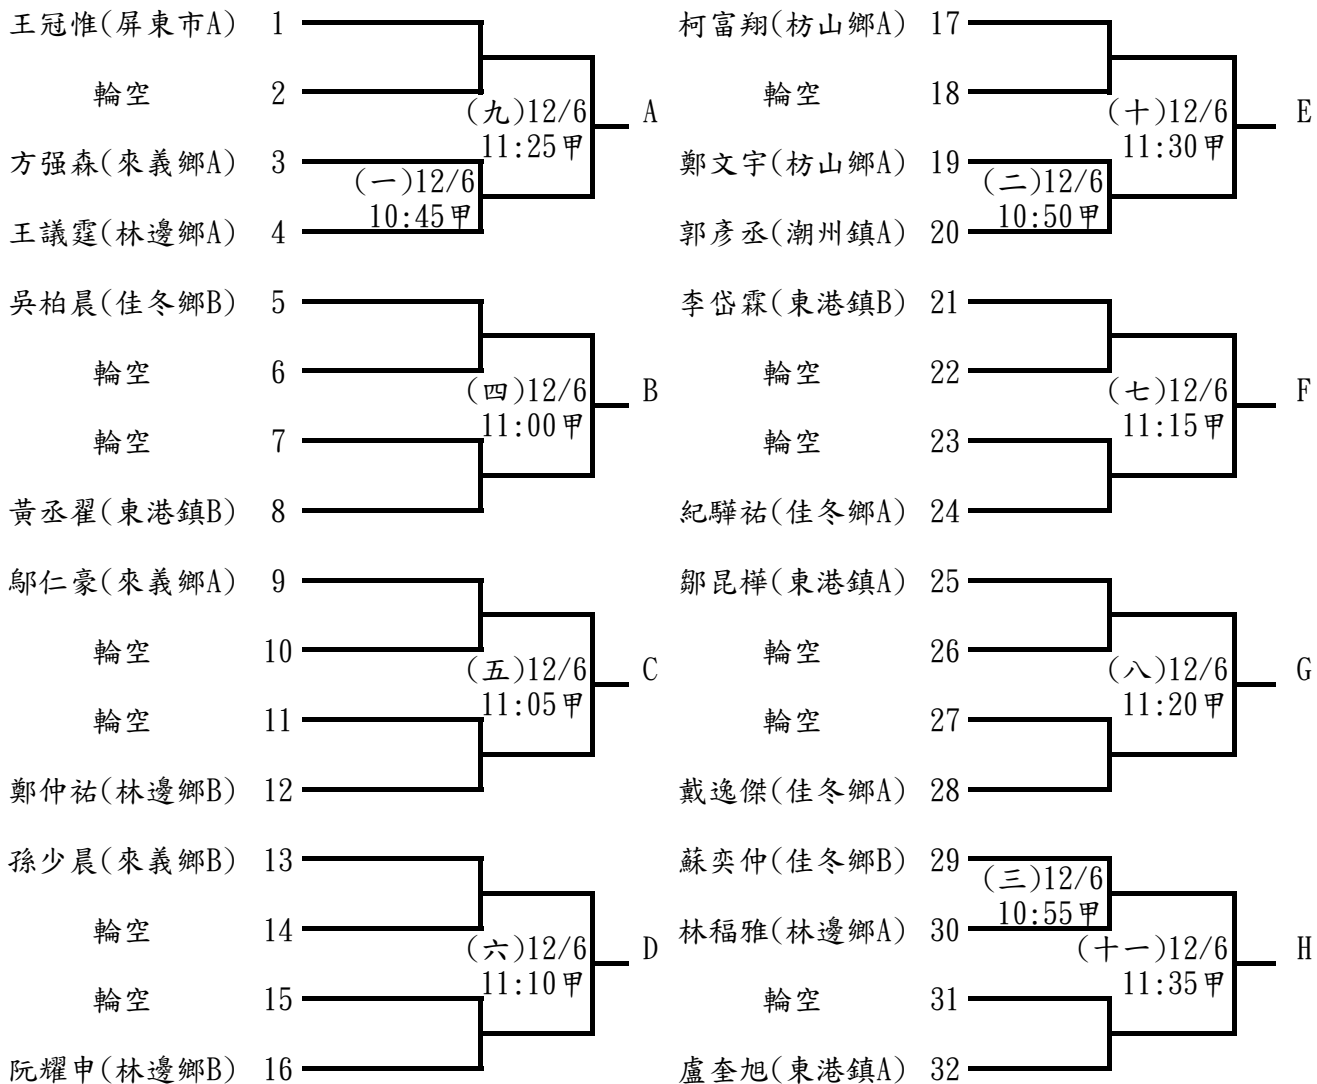 王冠惟(屏東市A) 1
輪空 2
(九)12/6
11:25甲
A
方强森(來義鄉A) 3
(一)12/6
10:45甲
王議霆(林邊鄉A) 4
吳柏晨(佳冬鄉B) 5
輪空 6
(四)12/6
11:00甲
B
輪空 7
黃丞翟(東港鎮B) 8
鄔仁豪(來義鄉A) 9
輪空 10
(五)12/6
11:05甲
C
輪空 11
鄭仲祐(林邊鄉B) 12
孫少晨(來義鄉B) 13
輪空 14
(六)12/6
11:10甲
D
輪空 15
阮耀申(林邊鄉B) 16
柯富翔(枋山鄉A) 17
輪空 18
(十)12/6
11:30甲
E
鄭文宇(枋山鄉A) 19
(二)12/6
10:50甲
郭彥丞(潮州鎮A) 20
李岱霖(東港鎮B) 21
輪空 22
(七)12/6
11:15甲
F
輪空 23
紀驊祐(佳冬鄉A) 24
鄒昆樺(東港鎮A) 25
輪空 26
(八)12/6
11:20甲
G
輪空 27
戴逸傑(佳冬鄉A) 28
蘇奕仲(佳冬鄉B) 29
(三)12/6
10:55甲
林稫雅(林邊鄉A) 30
(十一)12/6
11:35甲
H
輪空 31
盧奎旭(東港鎮A) 32